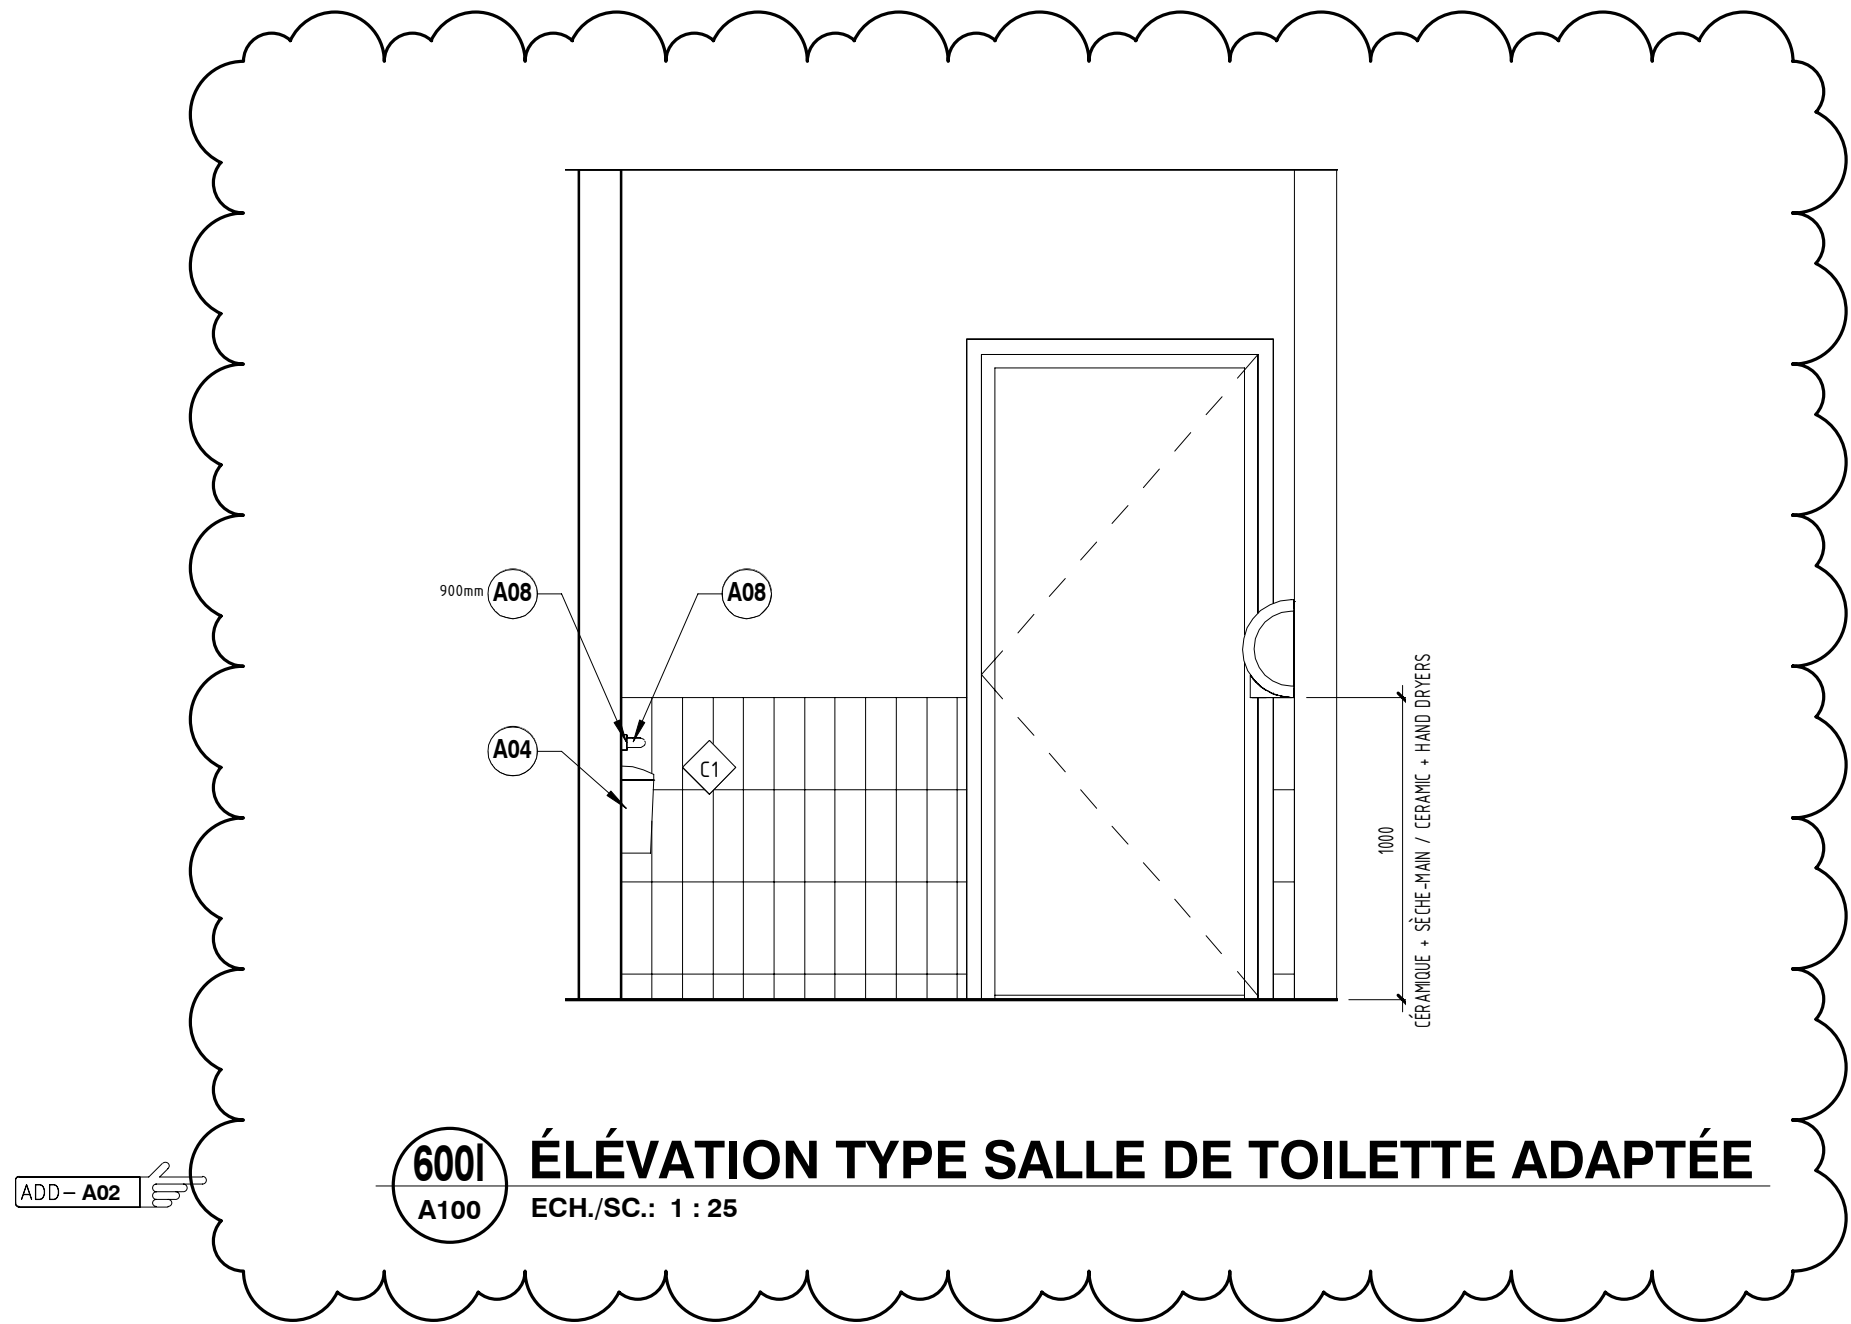 900mm A08 A08
A04
C1
1000
CÉRAMIQUE + SÈCHE-MAIN / CERAMIC + HAND DRYERS
600I ÉLÉVATION TYPE SALLE DE TOILETTE ADAPTÉE
A100 ECH./SC.: 1 : 25
ADD- A02